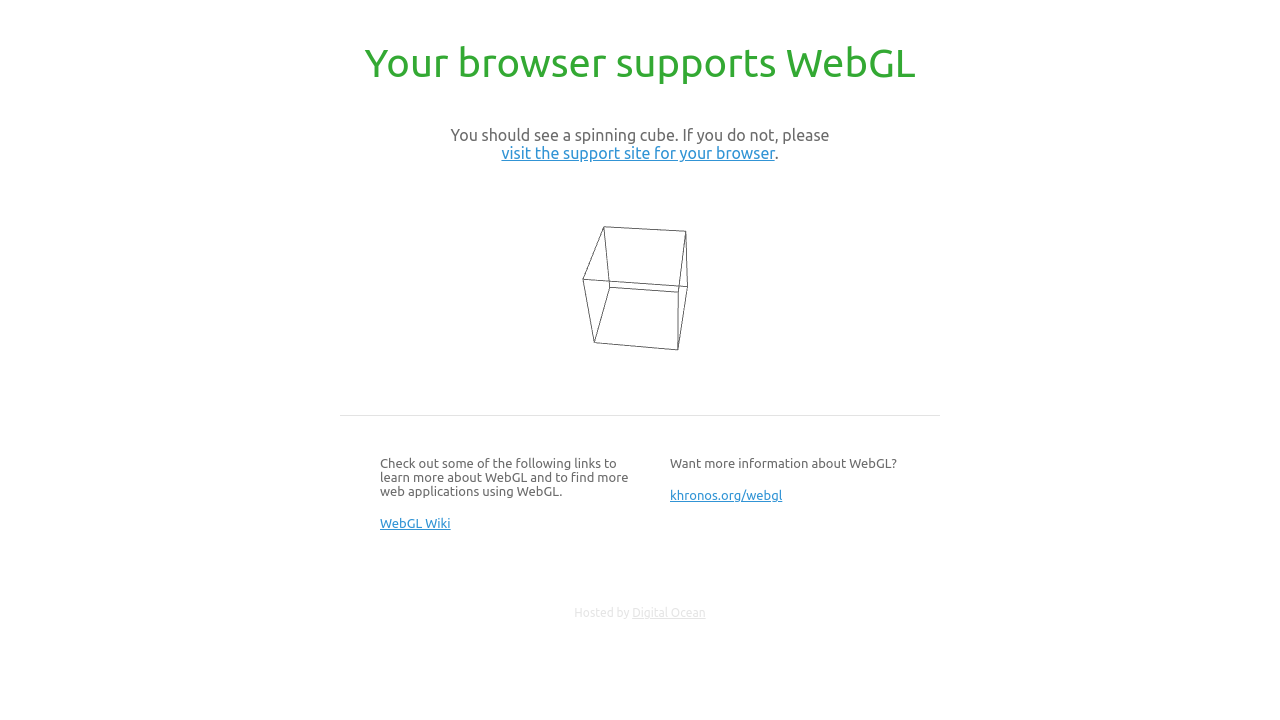 Your browser supports WebGL
You should see a spinning cube. If you do not, please
visit the support site for your browser.
Check out some of the following links to
learn more about WebGL and to find more
web applications using WebGL.
WebGL Wiki
Want more information about WebGL?
khronos.org/webgl
Hosted by Digital Ocean